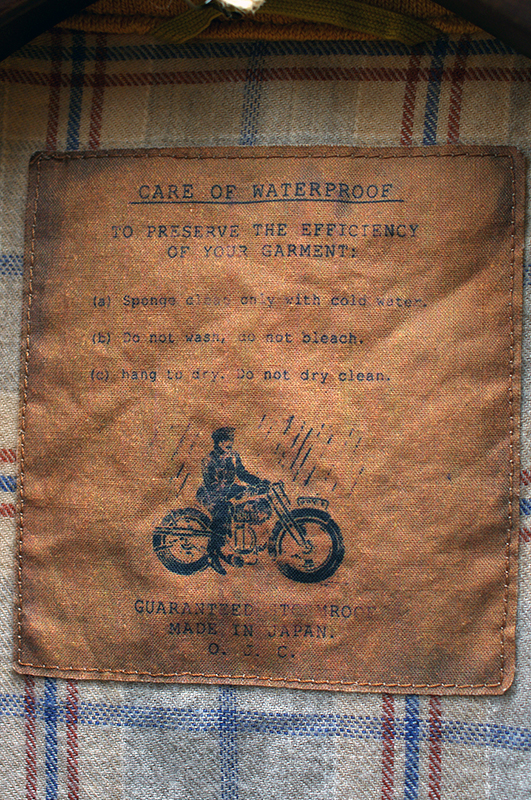 CARE OF WATERPROOF
TO PRESERVE THE EFFICIENCY
OF YOUR GARMENT:
(a) Sponge clean only with cold water.
(b) Do not wash, do not bleach.
(c) hang to dry. Do not dry clean.
GUARANTEED
MADE IN JAPAN.